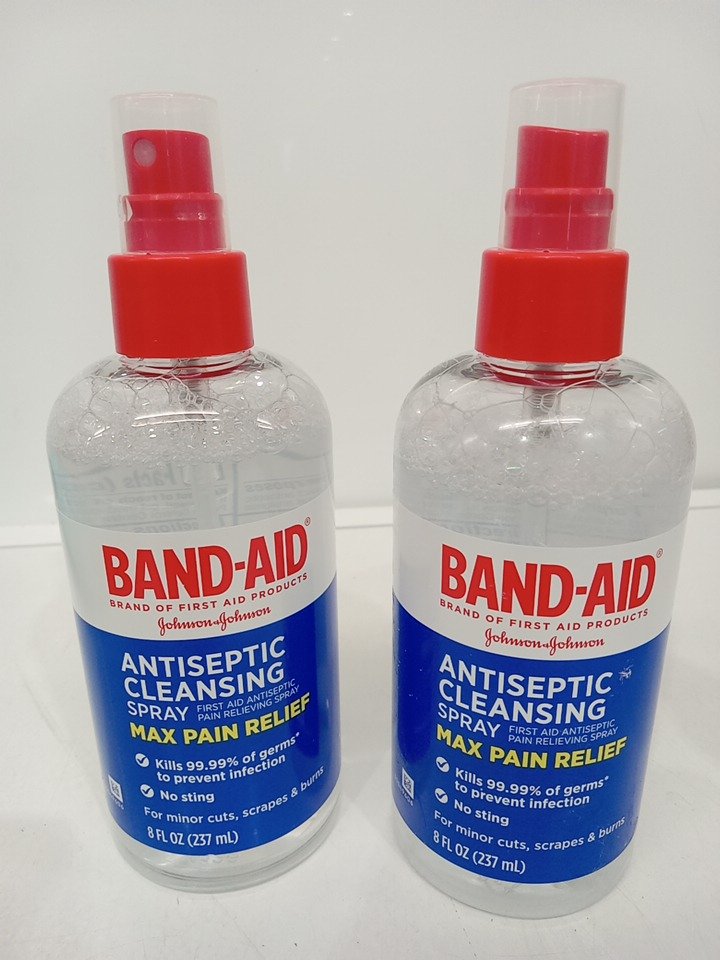 BAND-AID®
BRAND OF FIRST AID PRODUCTS
Johnson & Johnson
ANTISEPTIC
CLEANSING
SPRAY FIRST AID ANTISEPTIC
PAIN RELIEVING SPRAY
MAX PAIN RELIEF
Kills 99.99% of germs*
to prevent infection
No sting
For minor cuts, scrapes & burns
8 FL OZ (237 mL)
BAND-AID®
BRAND OF FIRST AID PRODUCTS
Johnson & Johnson
ANTISEPTIC
CLEANSING
SPRAY FIRST AID ANTISEPTIC
PAIN RELIEVING SPRAY
MAX PAIN RELIEF
Kills 99.99% of germs*
to prevent infection
No sting
For minor cuts, scrapes & burns
8 FL OZ (237 mL)